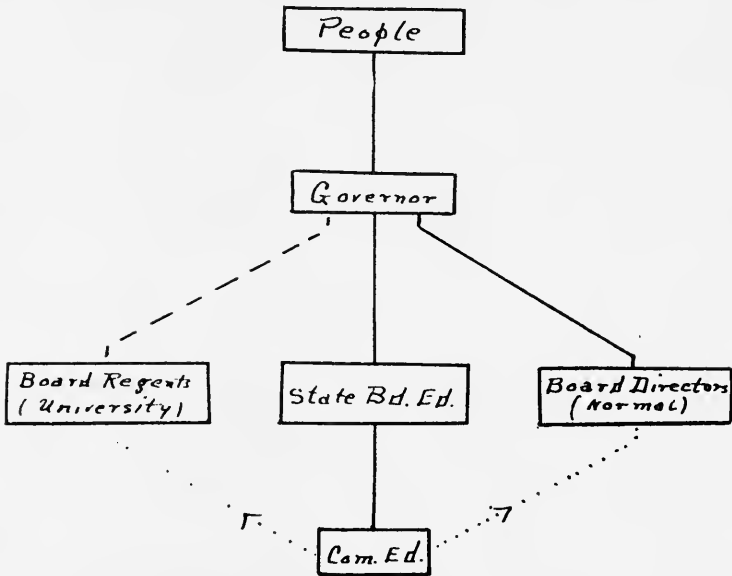 People
Governor
Board Regents
(University)
State Bd. Ed.
Board Directors
(Normal)
Com. Ed.